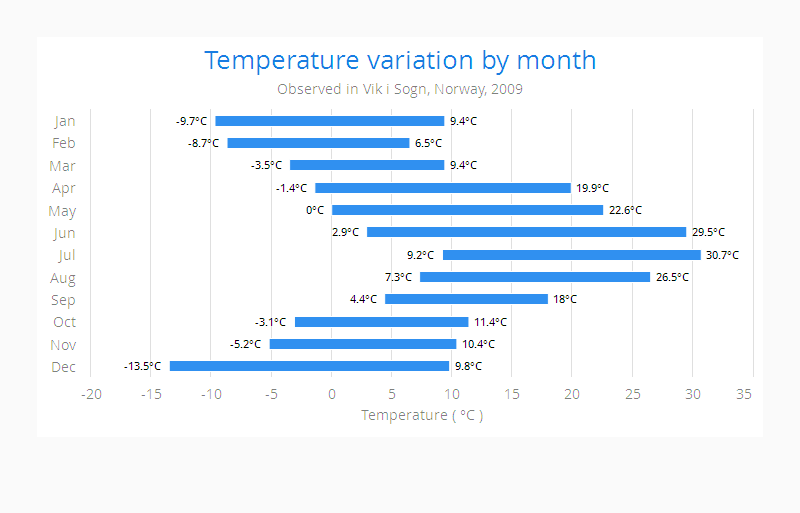 Temperature variation by month
Observed in Vik i Sogn, Norway, 2009
Jan -9.7°C 9.4°C
Feb -8.7°C 6.5°C
Mar -3.5°C 9.4°C
Apr -1.4°C 19.9°C
May 0°C 22.6°C
Jun 2.9°C 29.5°C
Jul 9.2°C 30.7°C
Aug 7.3°C 26.5°C
Sep 4.4°C 18°C
Oct -3.1°C 11.4°C
Nov -5.2°C 10.4°C
Dec -13.5°C 9.8°C
-20 -15 -10 -5 0 5 10 15 20 25 30 35
Temperature ( °C )